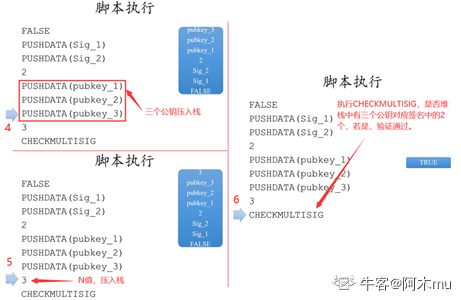 脚本执行
FALSE
PUSHDATA(Sig_1)
PUSHDATA(Sig_2)
2
PUSHDATA(pubkey_1)
PUSHDATA(pubkey_2)
PUSHDATA(pubkey_3)
3
CHECKMULTISIG
4
三个公钥压入栈
pubkey_3
pubkey_2
pubkey_1
2
Sig_2
Sig_1
FALSE
脚本执行
FALSE
PUSHDATA(Sig_1)
PUSHDATA(Sig_2)
2
PUSHDATA(pubkey_1)
PUSHDATA(pubkey_2)
PUSHDATA(pubkey_3)
3
CHECKMULTISIG
5
N值,压入栈
3
pubkey_3
pubkey_2
pubkey_1
2
Sig_2
Sig_1
FALSE
脚本执行
FALSE
PUSHDATA(Sig_1)
PUSHDATA(Sig_2)
2
PUSHDATA(pubkey_1)
PUSHDATA(pubkey_2)
PUSHDATA(pubkey_3)
3
CHECKMULTISIG
6
执行CHECKMULTISIG,是否堆
栈中有三个公钥对应签名中的2
个,若是,验证通过。
TRUE
牛客@阿木mu